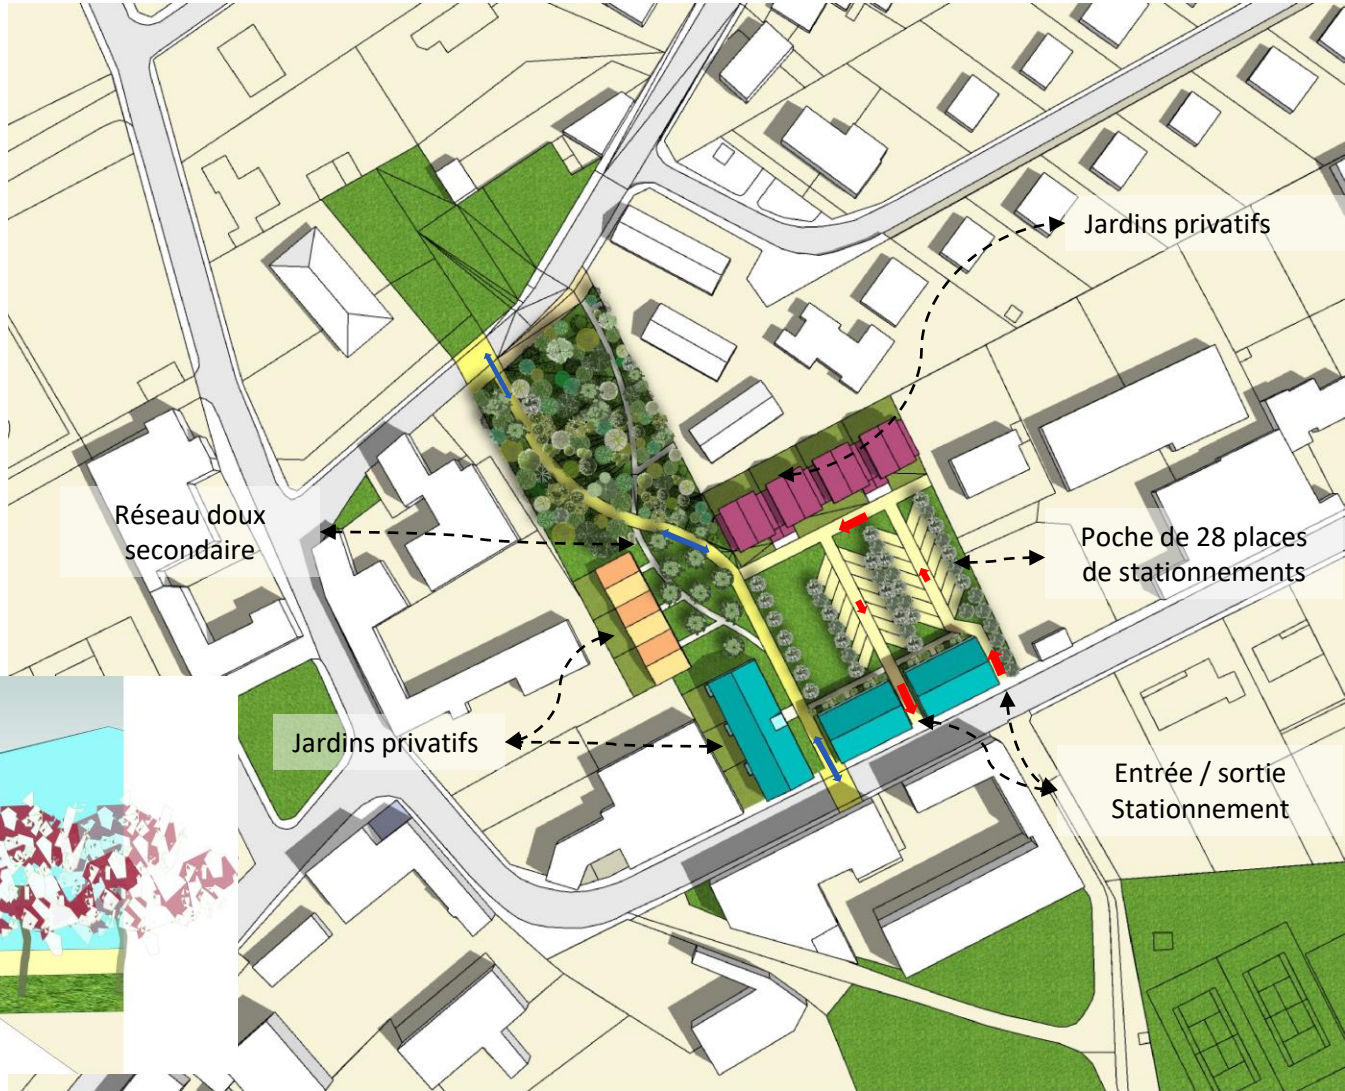 Jardins privatifs
Réseau doux
secondaire
Poche de 28 places
de stationnements
Jardins privatifs
Entrée / sortie
Stationnement